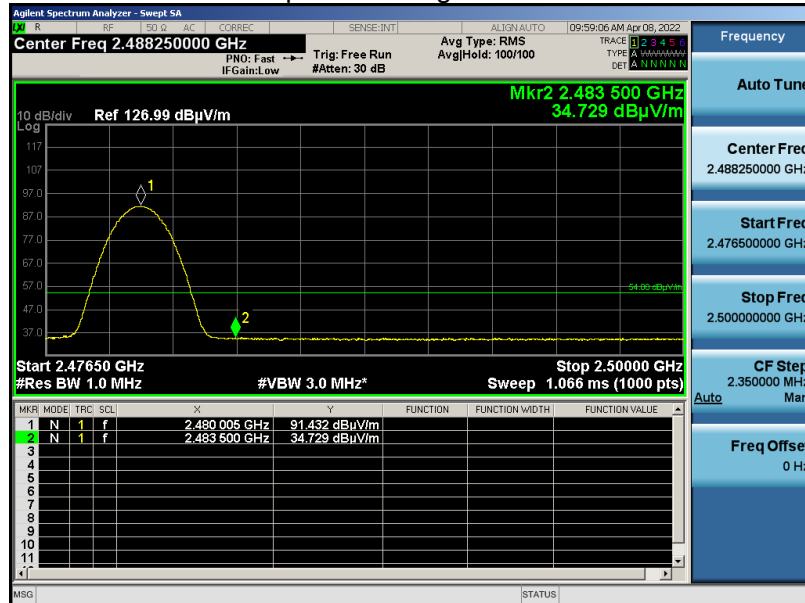 Agilent Spectrum Analyzer - Swept SA
LXI R RF 50 Ω AC CORREC SENSE:INT ALIGN AUTO 09:59:06 AM Apr 08, 2022
Center Freq 2.488250000 GHz
PNO: Fast
IFGain:Low
Trig: Free Run
#Atten: 30 dB
Avg Type: RMS
Avg|Hold: 100/100
TRACE 1 2 3 4 5 6
TYPE A
DET A N N N N N
Mkr2 2.483 500 GHz
34.729 dBµV/m
10 dB/div Ref 126.99 dBµV/m
Log
117
107
97.0
87.0
77.0
67.0
57.0
47.0
37.0
1
2
54.00 dBµV/m
Start 2.47650 GHz Stop 2.50000 GHz
#Res BW 1.0 MHz #VBW 3.0 MHz* Sweep 1.066 ms (1000 pts)
MKR MODE TRC SCL X Y FUNCTION FUNCTION WIDTH FUNCTION VALUE
1 N 1 f 2.480 005 GHz 91.432 dBµV/m
2 N 1 f 2.483 500 GHz 34.729 dBµV/m
3
4
5
6
7
8
9
10
11
MSG STATUS
Frequency
Auto Tune
Center Freq
2.488250000 GHz
Start Freq
2.476500000 GHz
Stop Freq
2.500000000 GHz
CF Step
2.350000 MHz
Auto Man
Freq Offset
0 Hz